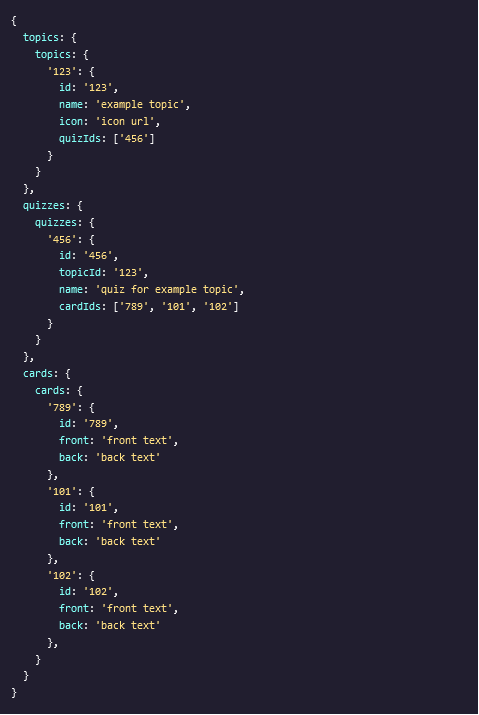 {
  topics: {
    topics: {
      '123': {
        id: '123',
        name: 'example topic',
        icon: 'icon url',
        quizIds: ['456']
      }
    }
  },
  quizzes: {
    quizzes: {
      '456': {
        id: '456',
        topicId: '123',
        name: 'quiz for example topic',
        cardIds: ['789', '101', '102']
      }
    }
  },
  cards: {
    cards: {
      '789': {
        id: '789',
        front: 'front text',
        back: 'back text'
      },
      '101': {
        id: '101',
        front: 'front text',
        back: 'back text'
      },
      '102': {
        id: '102',
        front: 'front text',
        back: 'back text'
      },
    }
  }
}